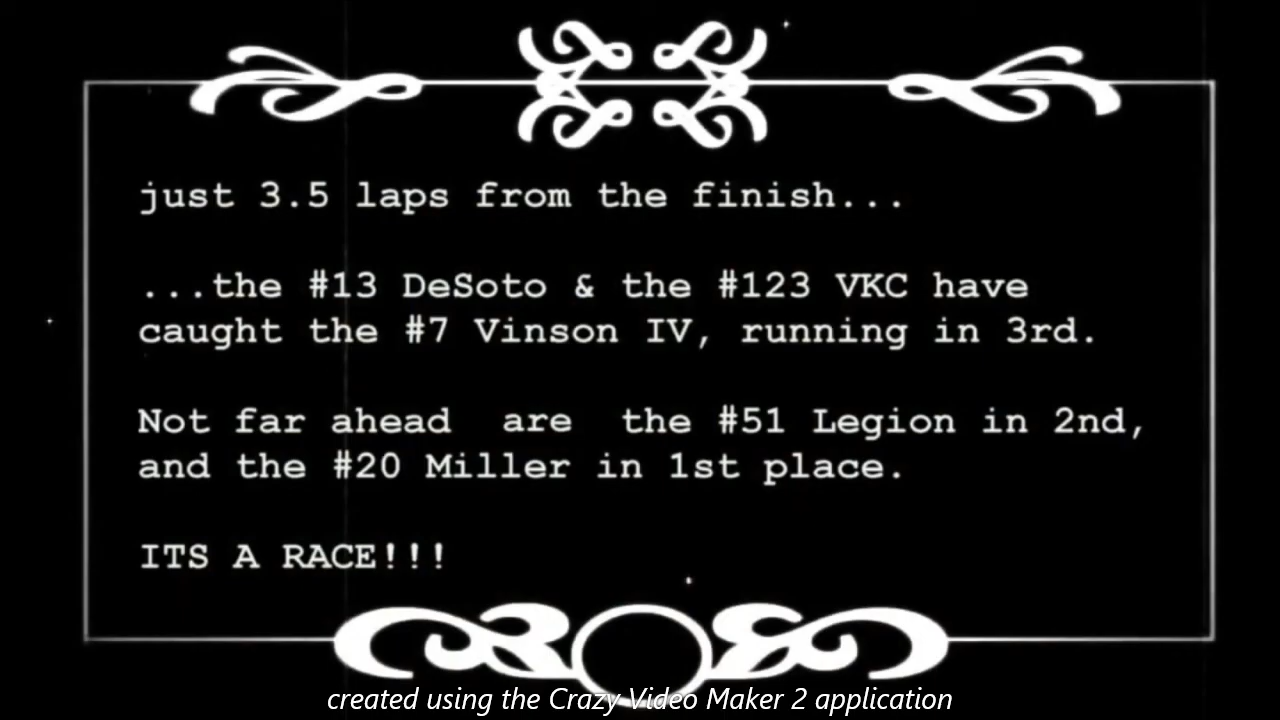 just 3.5 laps from the finish...
...the #13 DeSoto & the #123 VKC have
caught the #7 Vinson IV, running in 3rd.
Not far ahead are the #51 Legion in 2nd,
and the #20 Miller in 1st place.
ITS A RACE!!!
created using the Crazy Video Maker 2 application